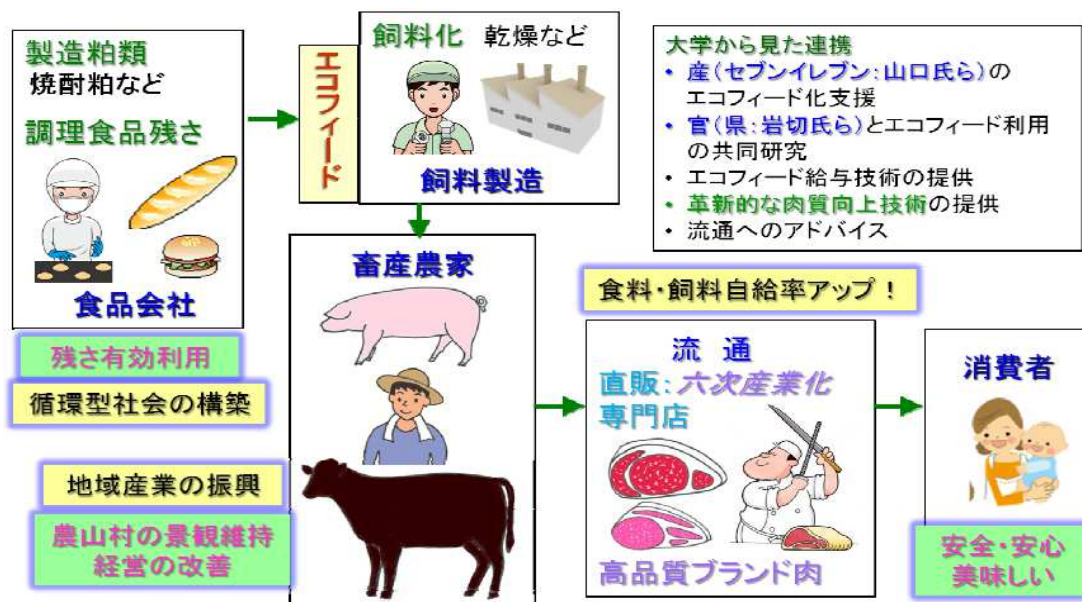 製造粕類
焼酎粕など
調理食品残さ
食品会社
残さ有効利用
循環型社会の構築
エコフィード
飼料化 乾燥など
飼料製造
大学から見た連携
• 産(セブンイレブン:山口氏ら)の
エコフィード化支援
• 官(県:岩切氏ら)とエコフィード利用
の共同研究
• エコフィード給与技術の提供
• 革新的な肉質向上技術の提供
• 流通へのアドバイス
畜産農家
地域産業の振興
農山村の景観維持
経営の改善
食料・飼料自給率アップ!
流 通
直販:六次産業化
専門店
高品質ブランド肉
消費者
安全・安心
美味しい